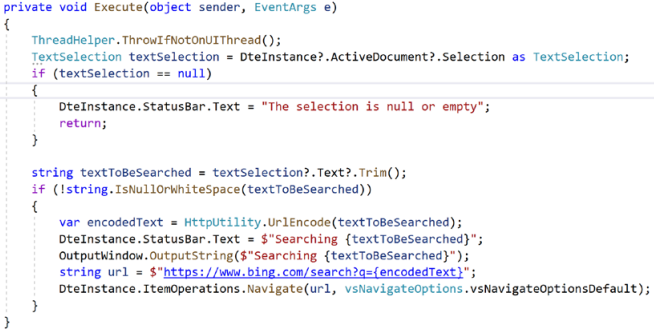 private void Execute(object sender, EventArgs e)
{
    ThreadHelper.ThrowIfNotOnUIThread();
    TextSelection textSelection = DteInstance?.ActiveDocument?.Selection as TextSelection;
    if (textSelection == null)
    {
        DteInstance.StatusBar.Text = "The selection is null or empty";
        return;
    }

    string textToBeSearched = textSelection?.Text?.Trim();
    if (!string.IsNullOrWhiteSpace(textToBeSearched))
    {
        var encodedText = HttpUtility.UrlEncode(textToBeSearched);
        DteInstance.StatusBar.Text = $"Searching {textToBeSearched}";
        OutputWindow.OutputString($"Searching {textToBeSearched}");
        string url = $"https://www.bing.com/search?q={encodedText}";
        DteInstance.ItemOperations.Navigate(url, vsNavigateOptions.vsNavigateOptionsDefault);
    }
}